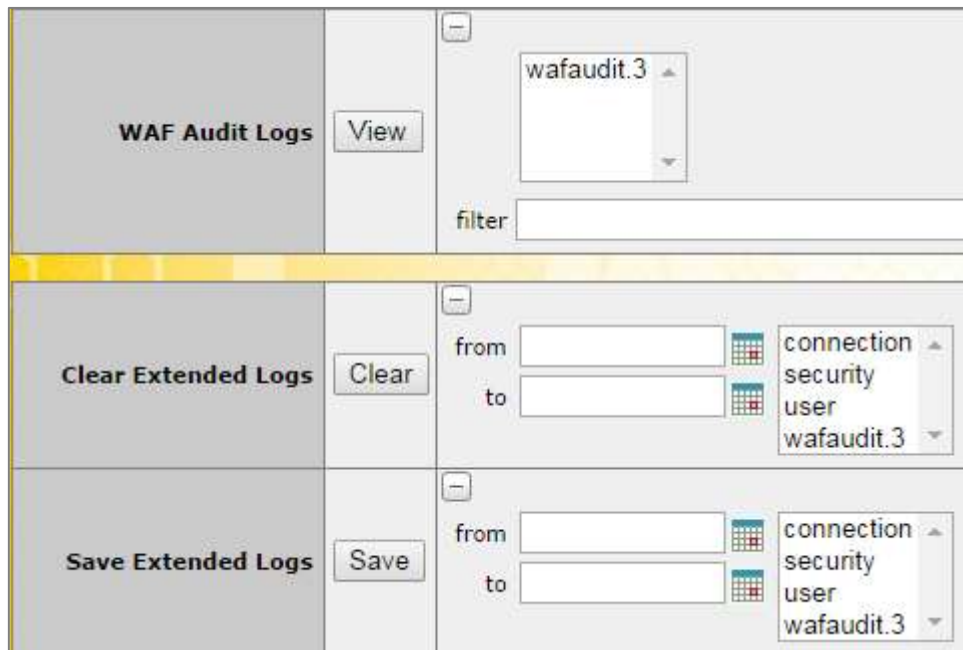 wafaudit.3
WAF Audit Logs
View
filter
from
connection
security
user
wafaudit.3
Clear Extended Logs
Clear
to
from
connection
security
user
wafaudit.3
Save Extended Logs
Save
to